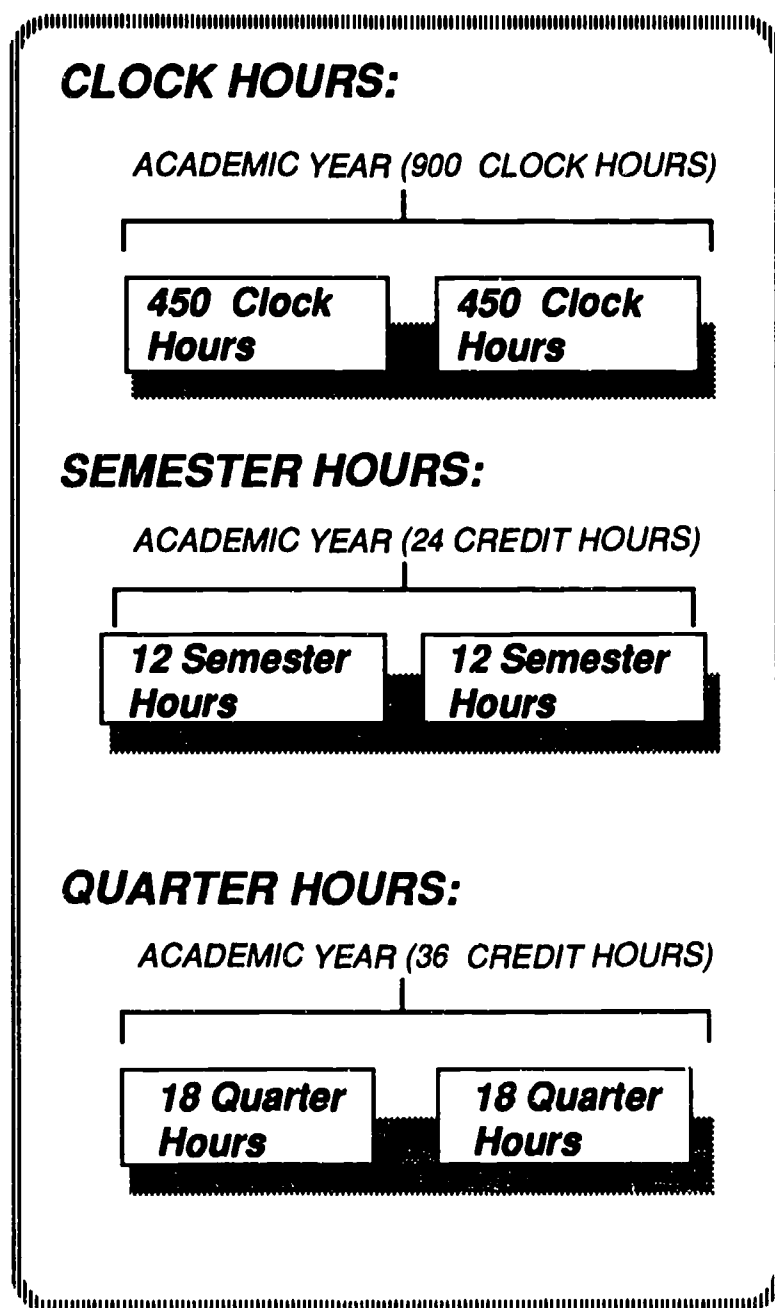 CLOCK HOURS:
ACADEMIC YEAR (900 CLOCK HOURS)
450 Clock
Hours
450 Clock
Hours
SEMESTER HOURS:
ACADEMIC YEAR (24 CREDIT HOURS)
12 Semester
Hours
12 Semester
Hours
QUARTER HOURS:
ACADEMIC YEAR (36 CREDIT HOURS)
18 Quarter
Hours
18 Quarter
Hours